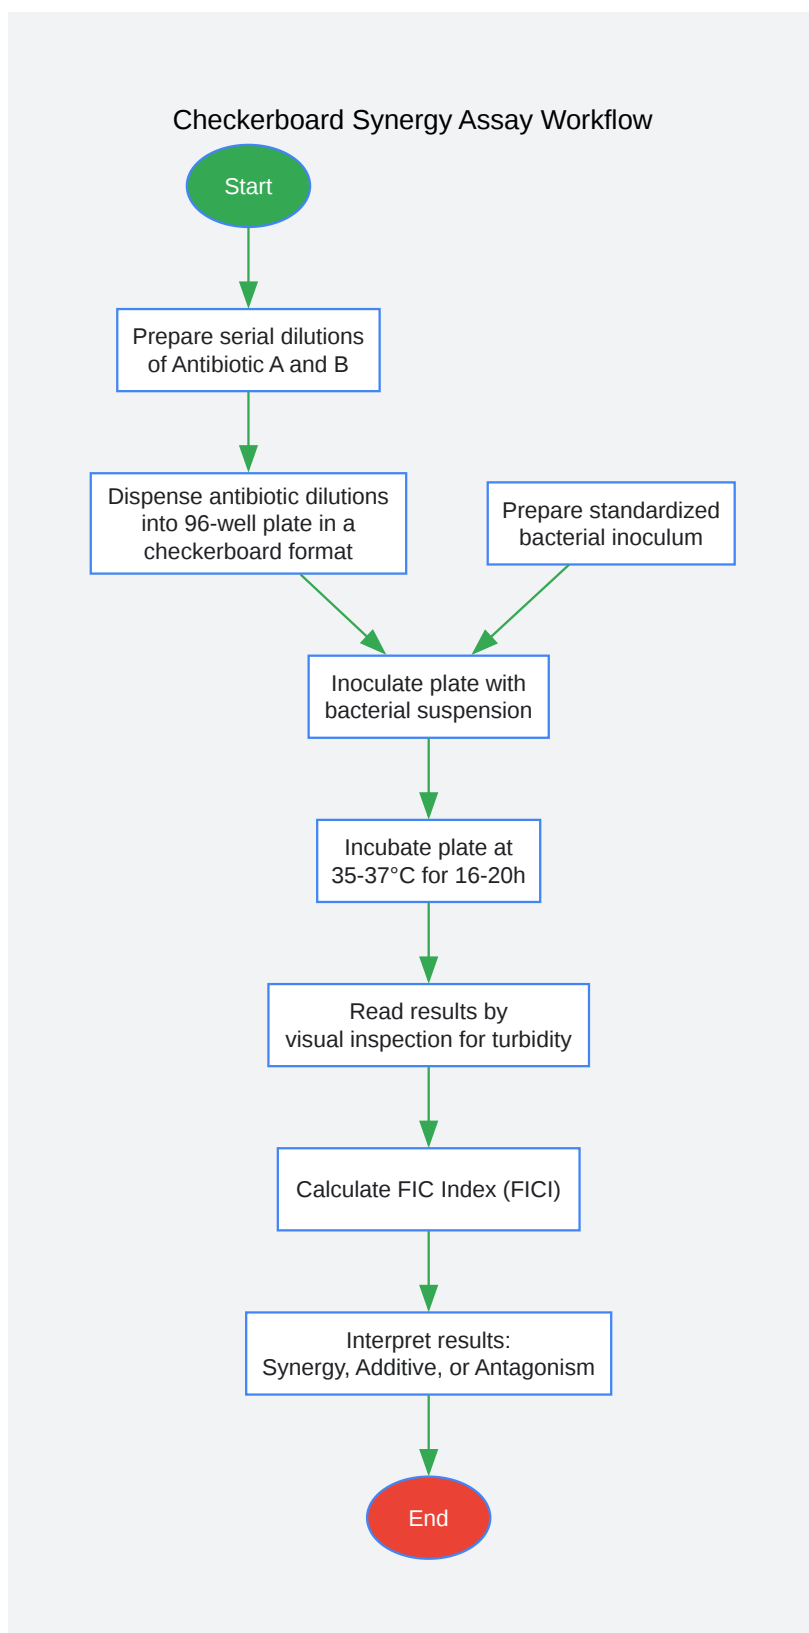 Checkerboard Synergy Assay Workflow
Start
Prepare serial dilutions
of Antibiotic A and B
Dispense antibiotic dilutions
into 96-well plate in a
checkerboard format
Prepare standardized
bacterial inoculum
Inoculate plate with
bacterial suspension
Incubate plate at
35-37°C for 16-20h
Read results by
visual inspection for turbidity
Calculate FIC Index (FICI)
Interpret results:
Synergy, Additive, or Antagonism
End